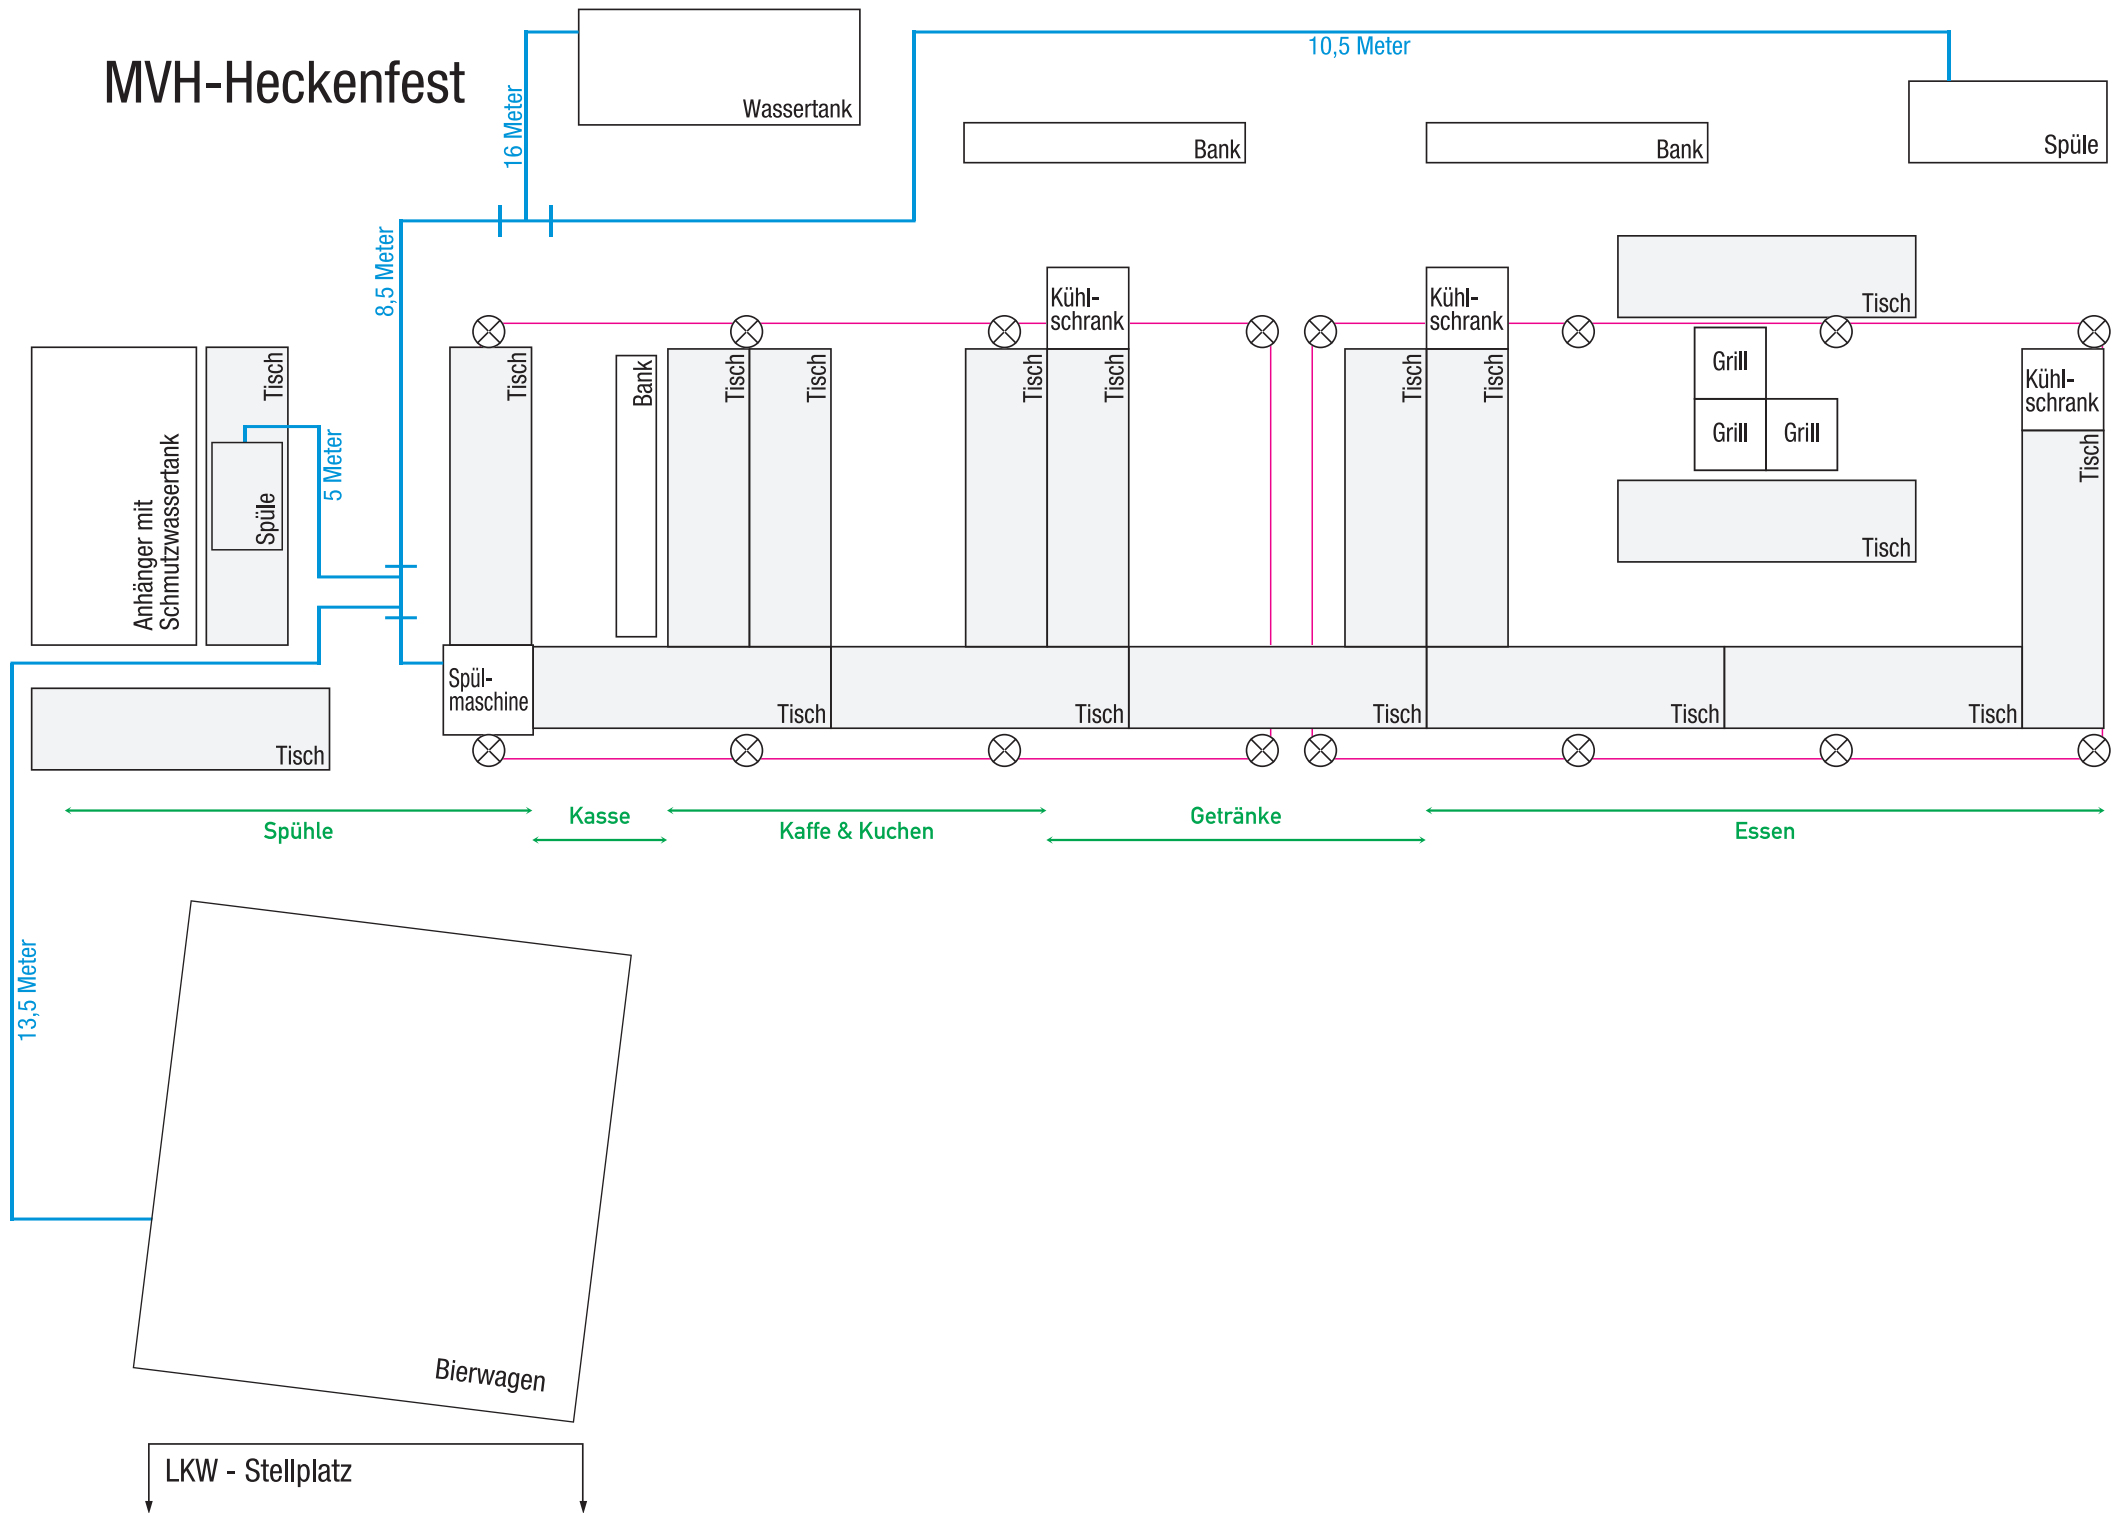 MVH-Heckenfest
16 Meter
Wassertank
10,5 Meter
Bank
Bank
Spüle
8,5 Meter
Anhänger mit
Schmutzwassertank
Tisch
Spüle
5 Meter
Tisch
Bank
Tisch
Tisch
Tisch
Kühl-
schrank
Tisch
Tisch
Kühl-
schrank
Tisch
Tisch
Grill
Grill
Grill
Tisch
Kühl-
schrank
Tisch
Tisch
Spül-
maschine
Tisch
Tisch
Tisch
Tisch
Tisch
Spühle
Kasse
Kaffe & Kuchen
Getränke
Essen
13,5 Meter
Bierwagen
LKW - Stellplatz